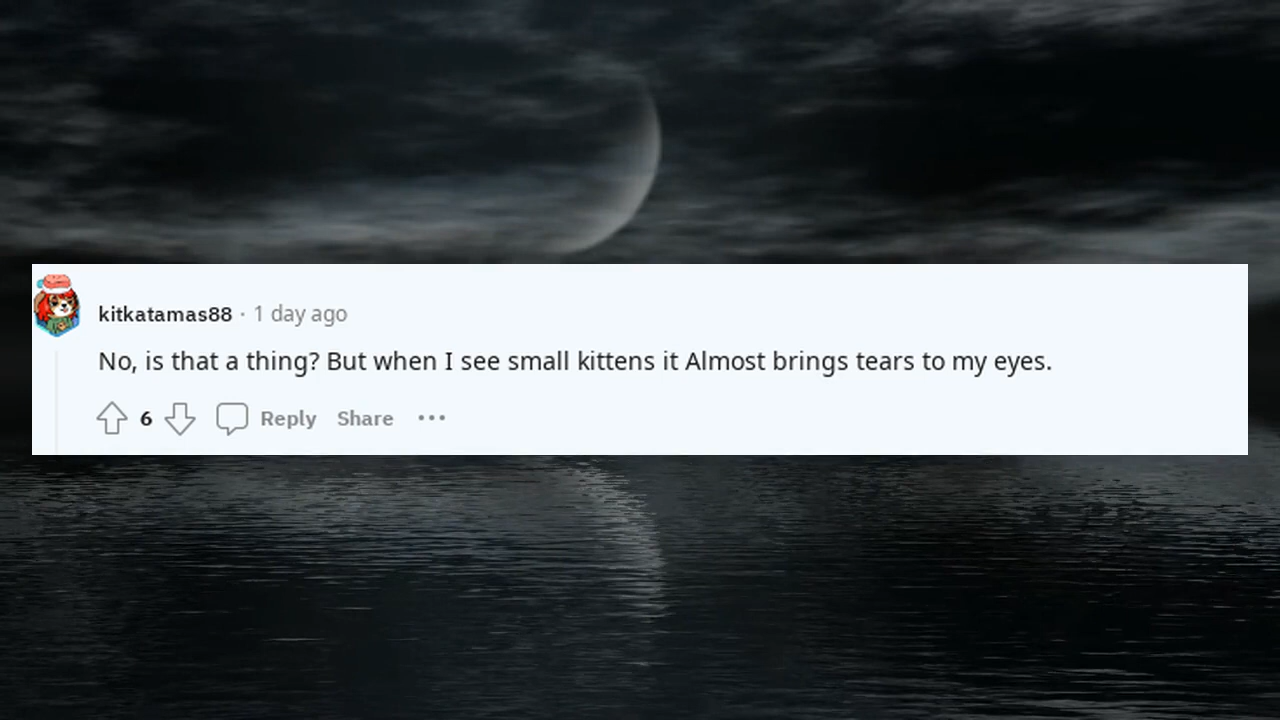 kitkatamas88 · 1 day ago
No, is that a thing? But when I see small kittens it Almost brings tears to my eyes.
6 Reply Share ···